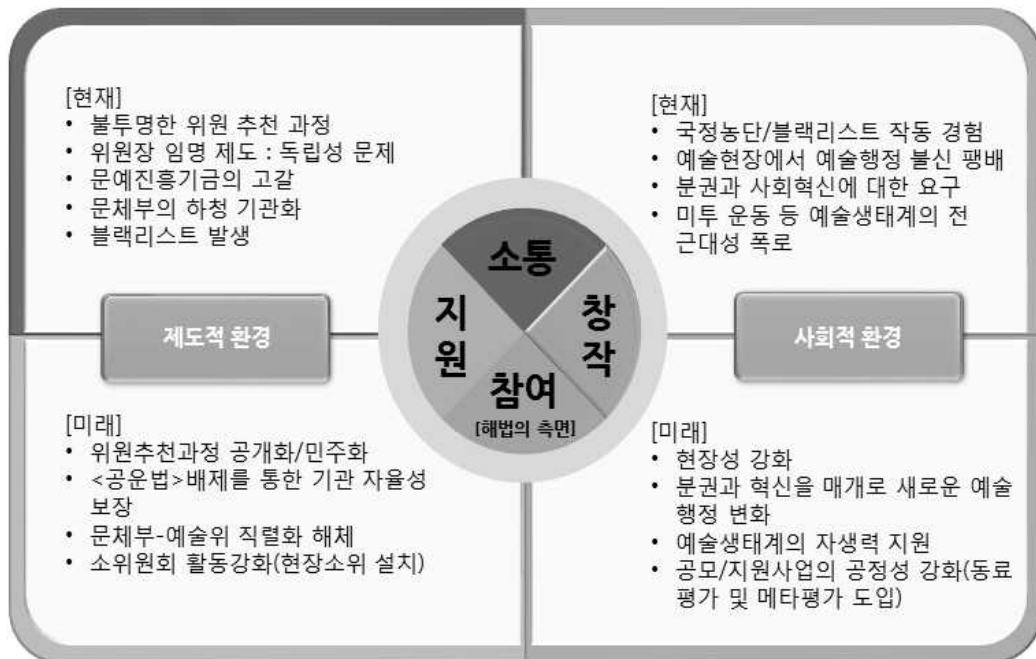 [현재]
• 불투명한 위원 추천 과정
• 위원장 임명 제도 : 독립성 문제
• 문예진흥기금의 고갈
• 문체부의 하청 기관화
• 블랙리스트 발생
[현재]
• 국정농단/블랙리스트 작동 경험
• 예술현장에서 예술행정 불신 팽배
• 분권과 사회혁신에 대한 요구
• 미투 운동 등 예술생태계의 전
근대성 폭로
제도적 환경
소통
지원
창작
참여
[해법의 측면]
사회적 환경
[미래]
• 위원추천과정 공개화/민주화
• <공운법>배제를 통한 기관 자율성
보장
• 문체부-예술위 직렬화 해체
• 소위원회 활동강화(현장소위 설치)
[미래]
• 현장성 강화
• 분권과 혁신을 매개로 새로운 예술
행정 변화
• 예술생태계의 자생력 지원
• 공모/지원사업의 공정성 강화(동료
평가 및 메타평가 도입)